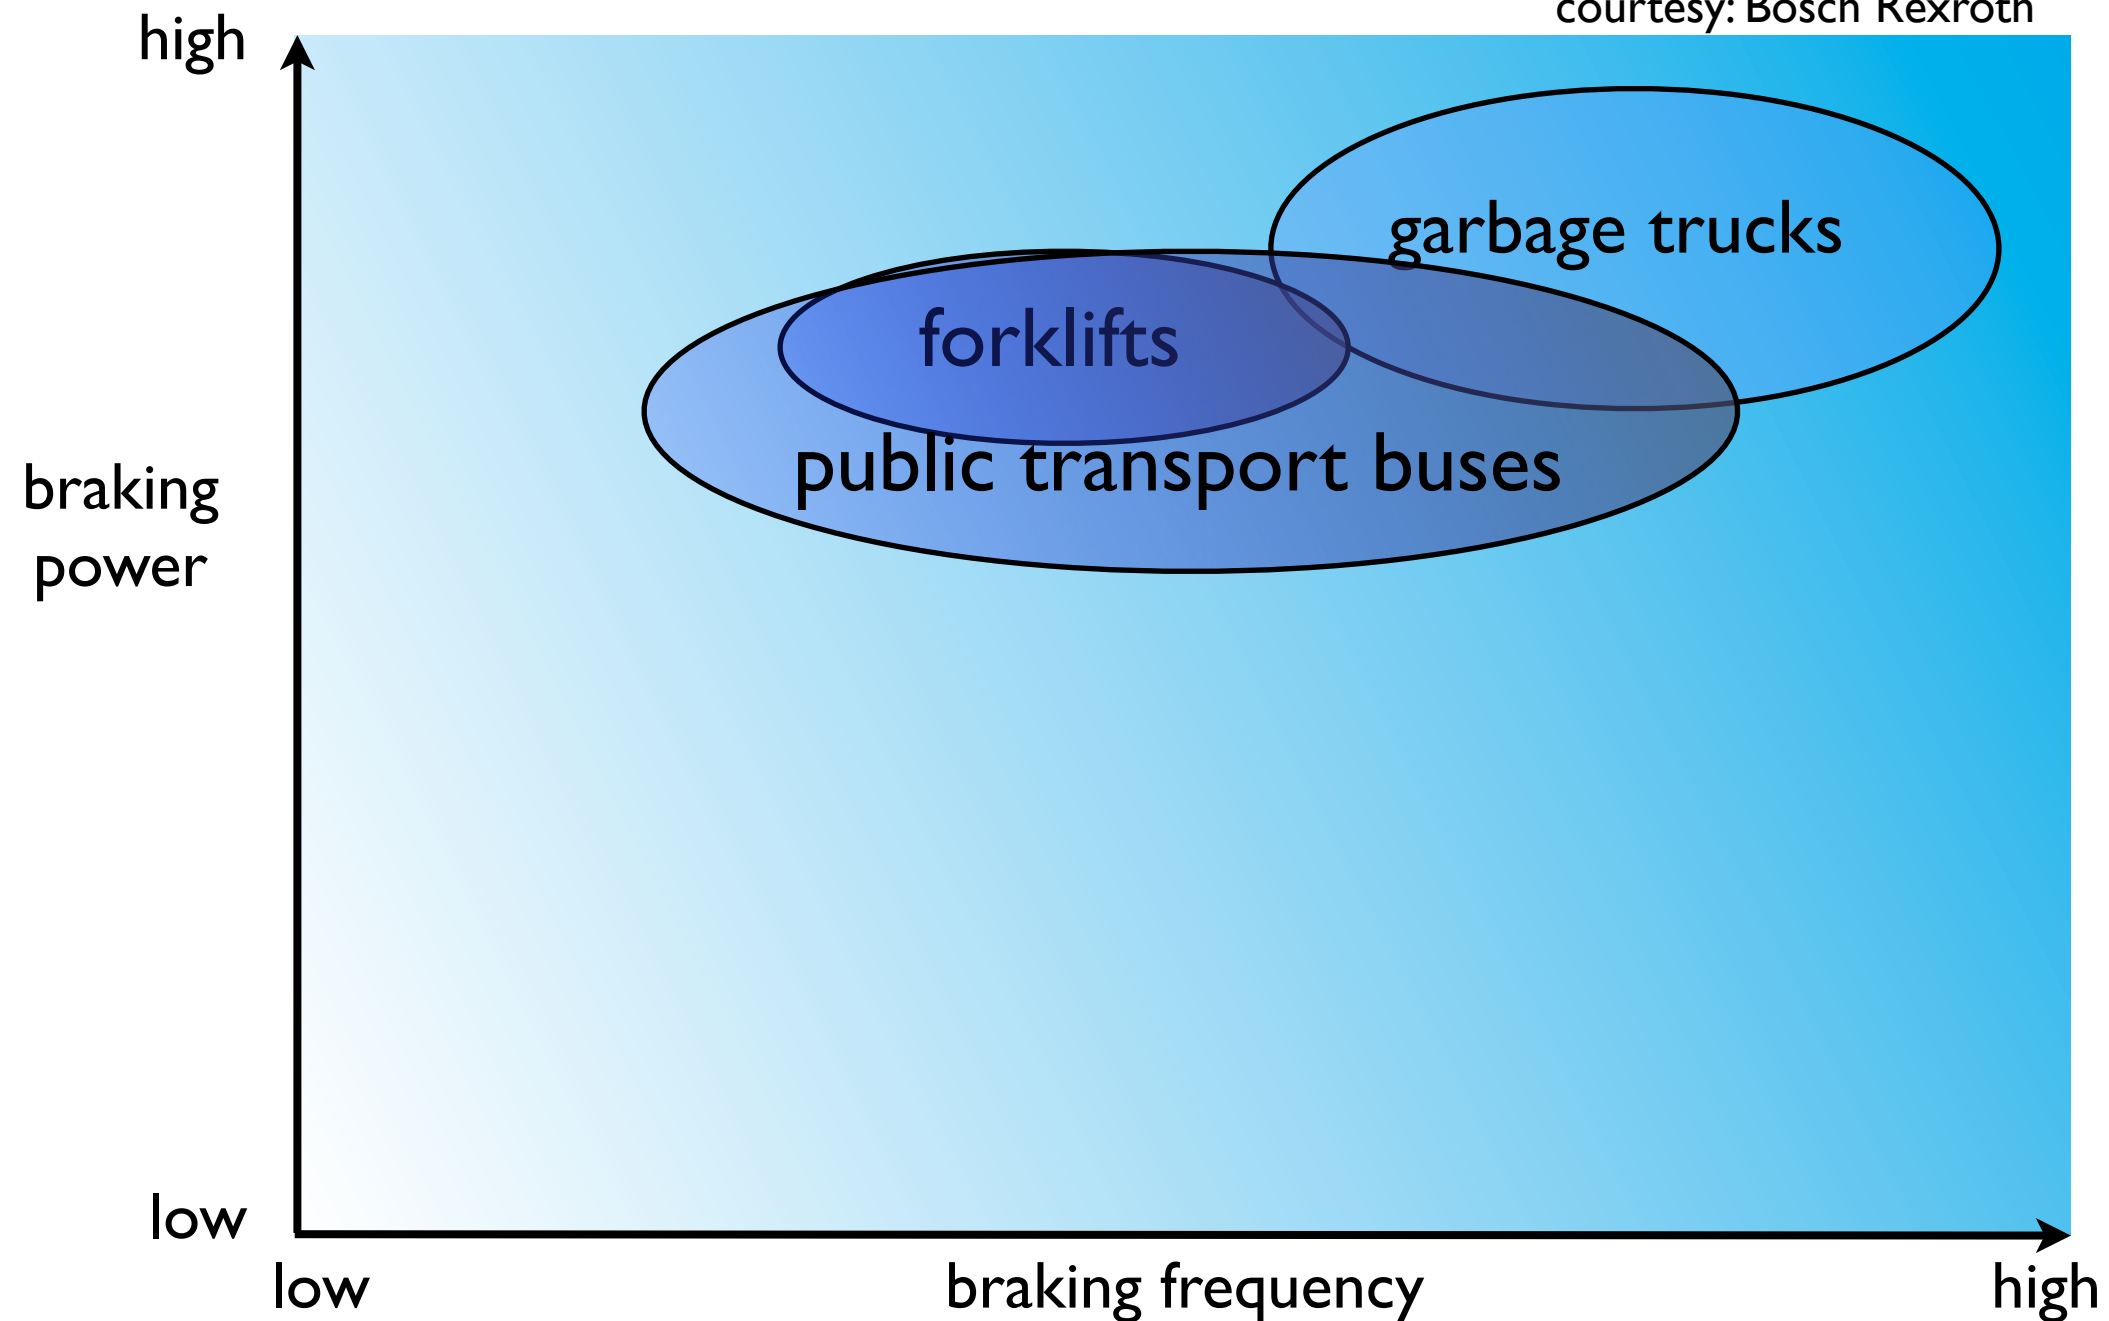 courtesy: Bosch Rexroth
high
garbage trucks
forklifts
public transport buses
braking
power
low
low
braking frequency
high